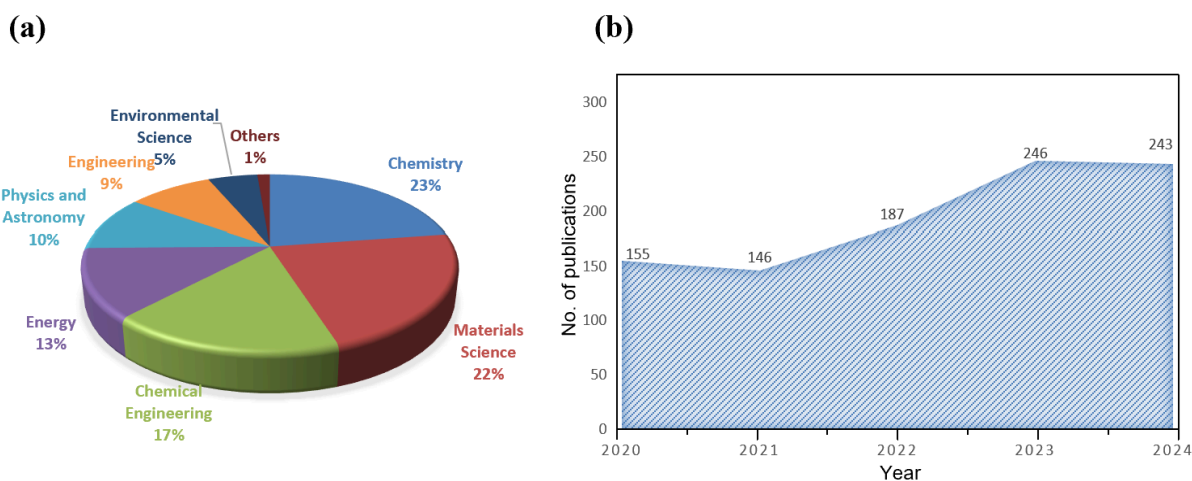 (a)
Environmental
Science
5%
Others
1%
Engineering
9%
Chemistry
23%
Physics and
Astronomy
10%
Energy
13%
Materials
Science
22%
Chemical
Engineering
17%
(b)
300
250
200
150
100
50
0
No. of publications
155
146
187
246
243
2020
2021
2022
2023
2024
Year